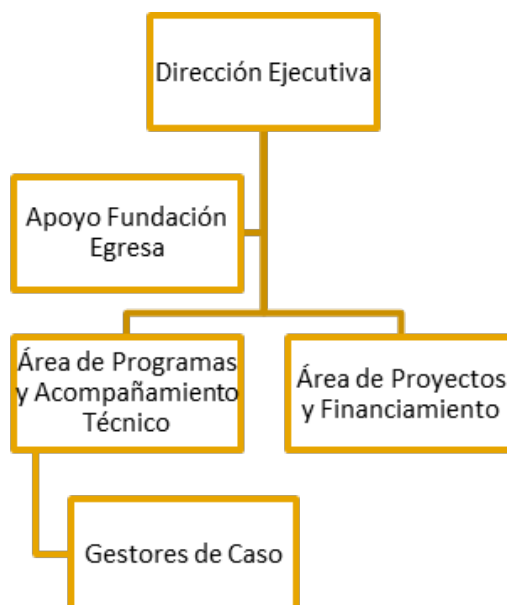 Dirección Ejecutiva
Apoyo Fundación
Egresa
Área de Programas
y Acompañamiento
Técnico
Área de Proyectos
y Financiamiento
Gestores de Caso